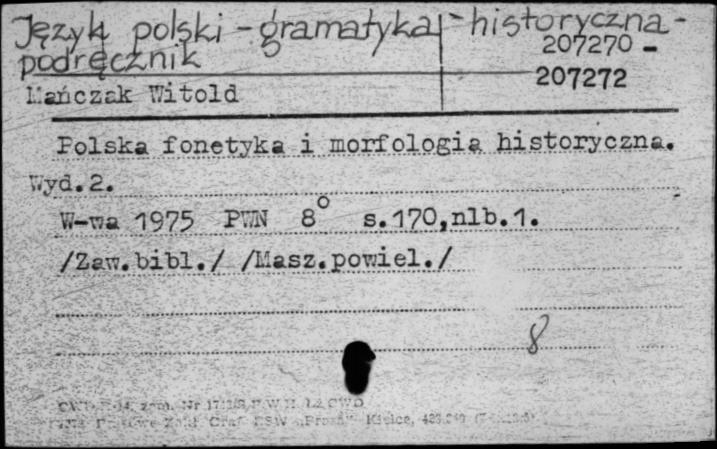 Język polski - gramatyka - historyczna -
podręcznik
207270 -
207272
Mańczak Witold
Polska fonetyka i morfologia historyczna.
Wyd.2.
W-wa 1975 PWN 8° s.170,nlb.1.
/Zaw.bibl./ /Masz.powiel./
8
Kielce,